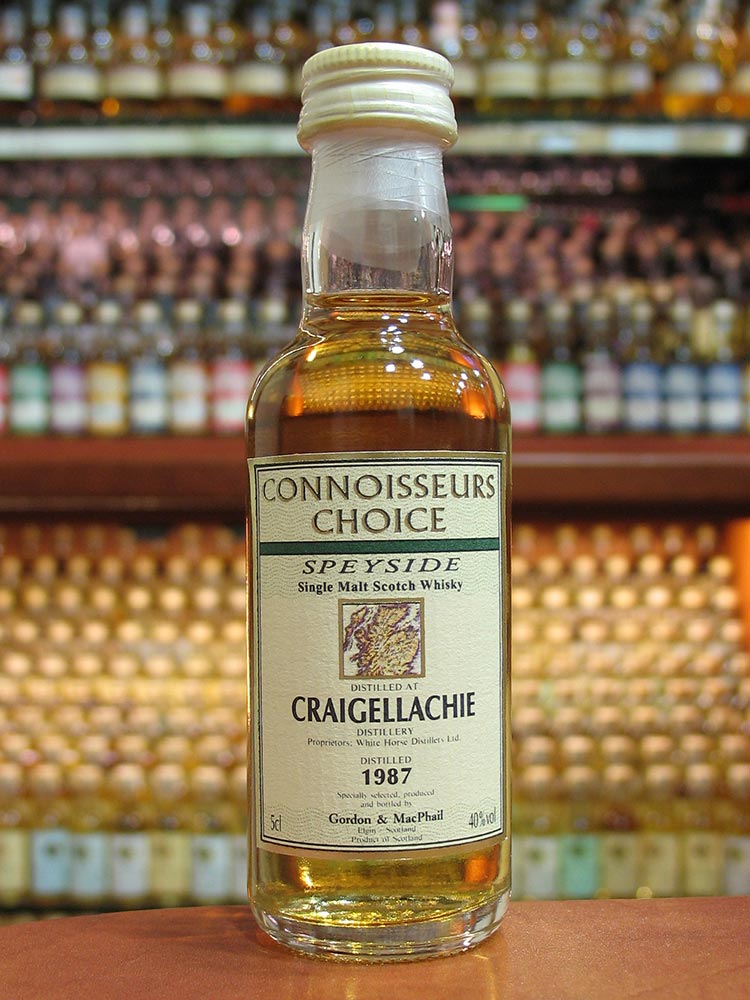 CONNOISSEURS
CHOICE
SPEYSIDE
Single Malt Scotch Whisky
DISTILLED AT
CRAIGELLACHIE
DISTILLERY
Proprietors: White Horse Distillers Ltd.
DISTILLED
1987
Specially selected, produced
and bottled by
Gordon & MacPhail
Elgin - Scotland
Product of Scotland
5cl
40%vol